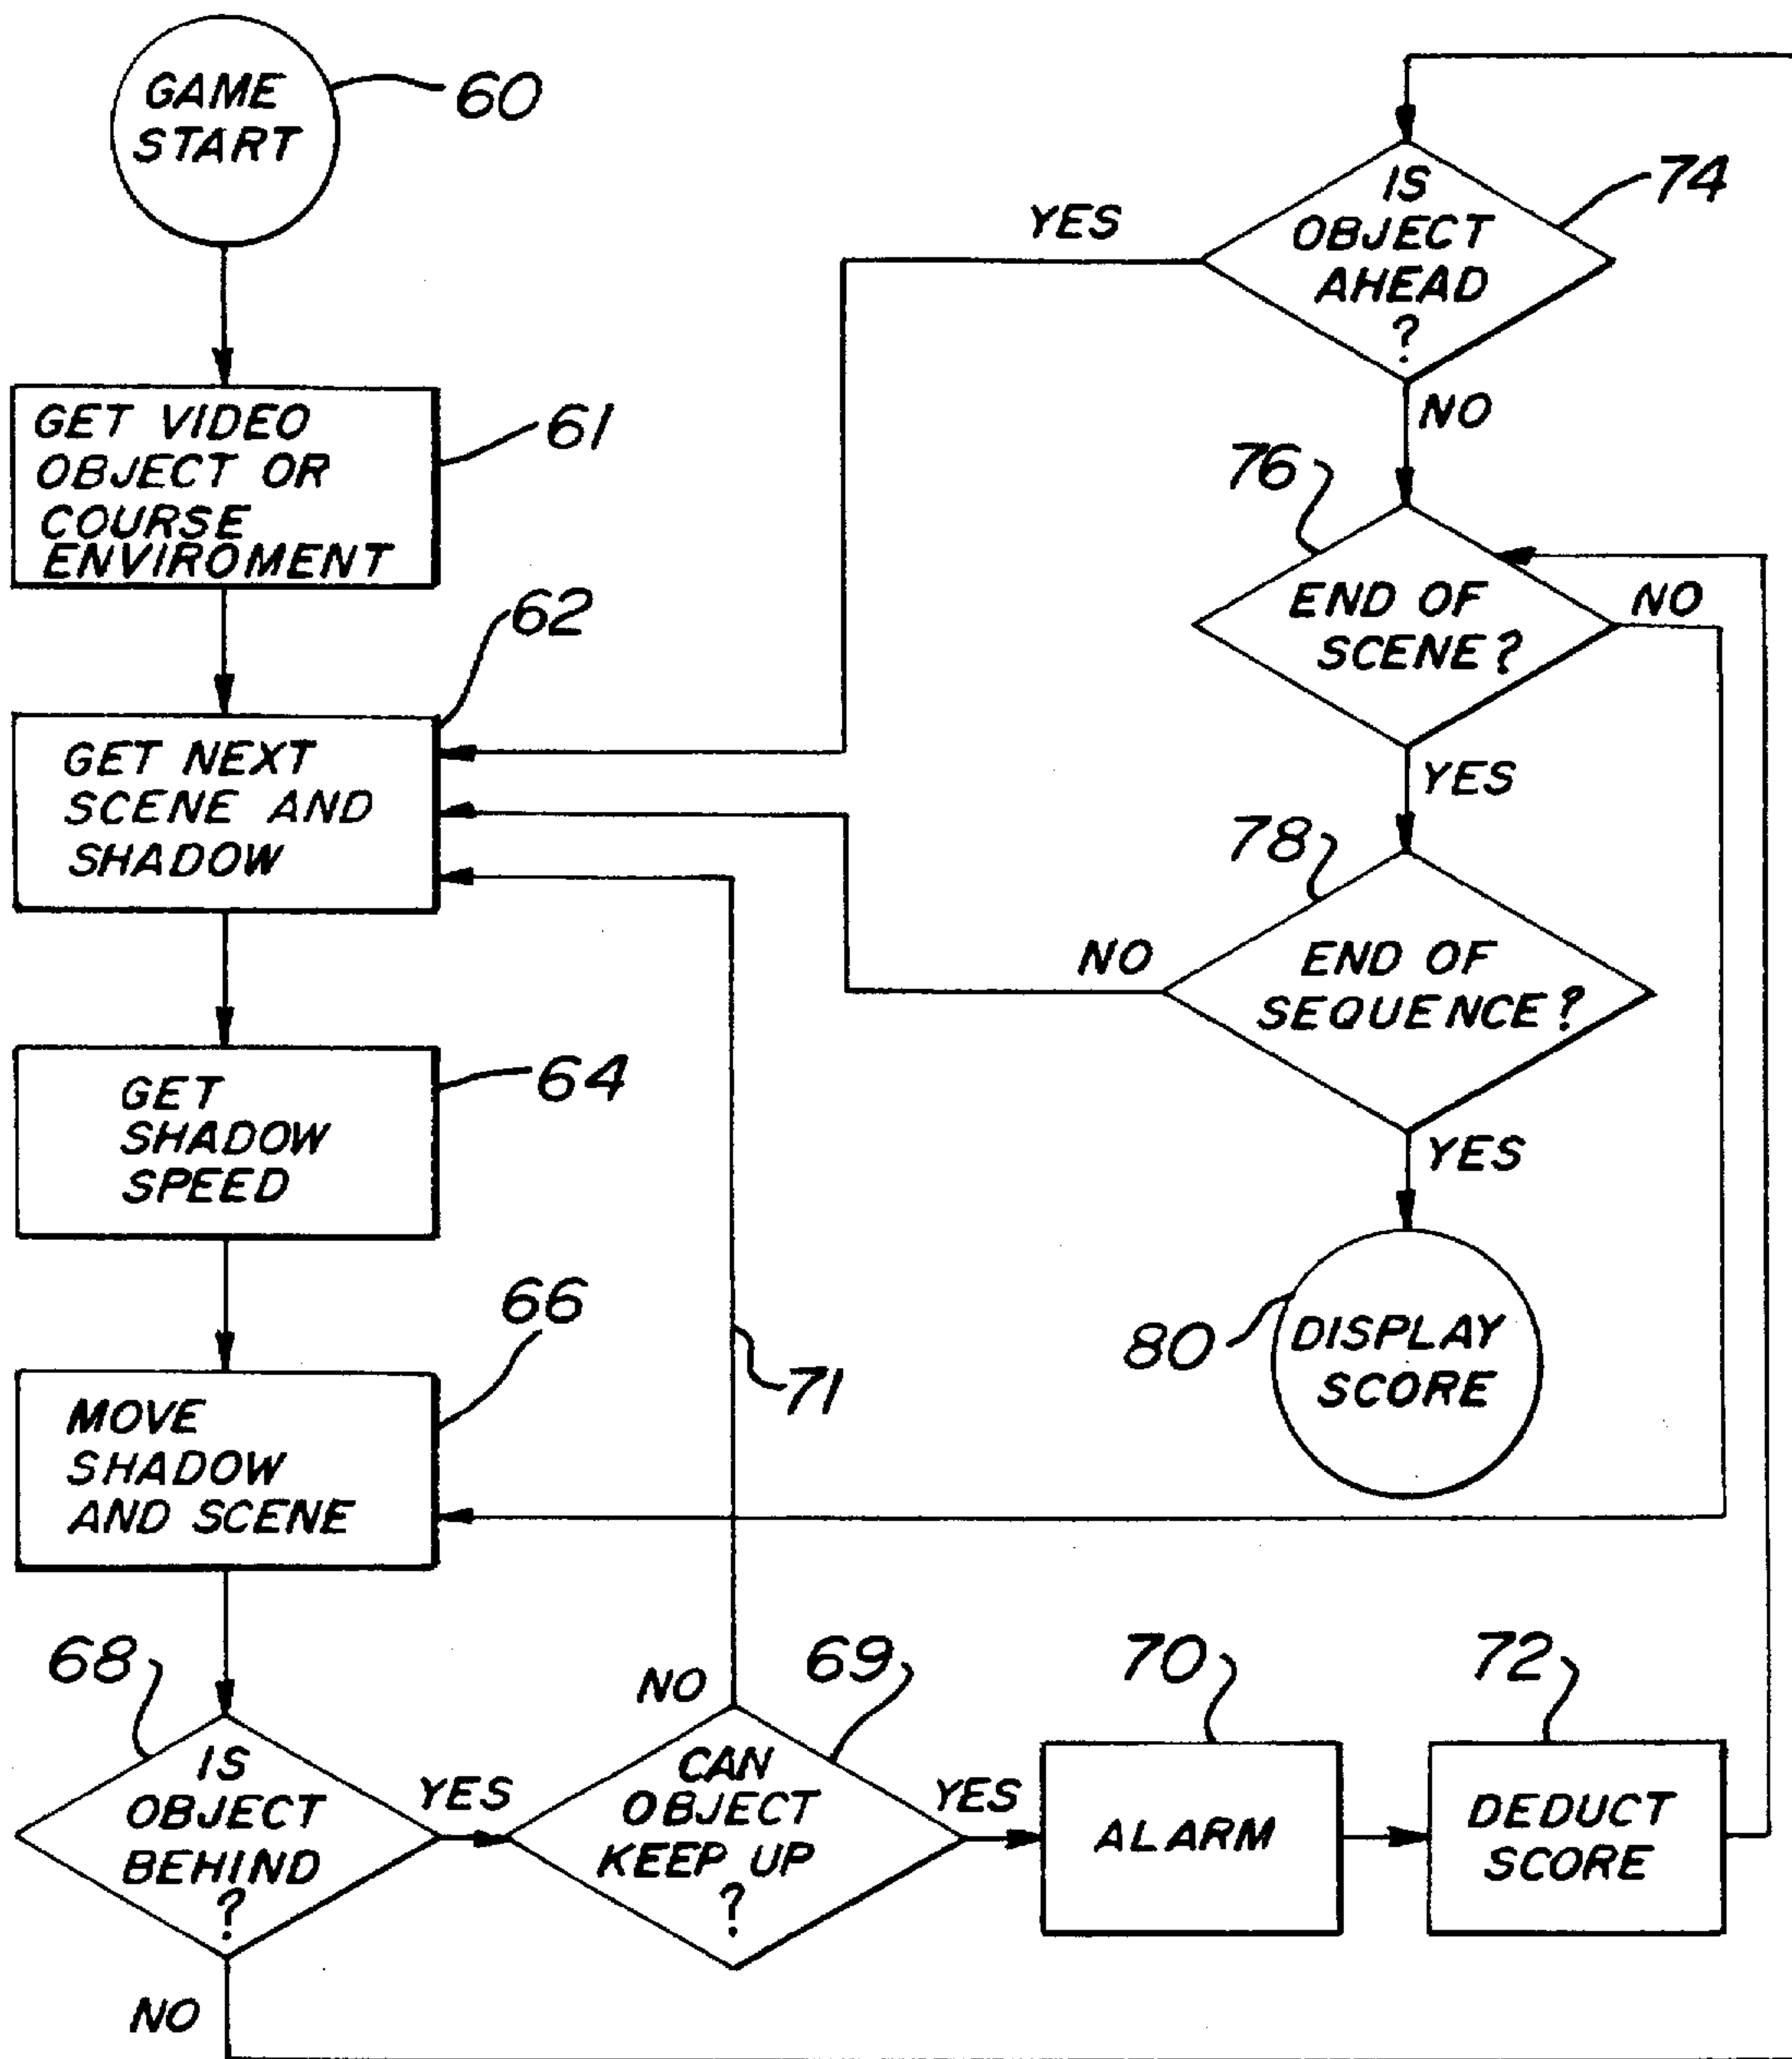 GAME
START
60
GET VIDEO
OBJECT OR
COURSE
ENVIROMENT
61
GET NEXT
SCENE AND
SHADOW
62
GET
SHADOW
SPEED
64
MOVE
SHADOW
AND SCENE
66
IS
OBJECT
BEHIND
?
68
YES
NO
CAN
OBJECT
KEEP UP
?
69
NO
71
YES
ALARM
70
DEDUCT
SCORE
72
IS
OBJECT
AHEAD
?
74
YES
NO
END OF
SCENE?
76
NO
YES
END OF
SEQUENCE?
78
NO
YES
DISPLAY
SCORE
80